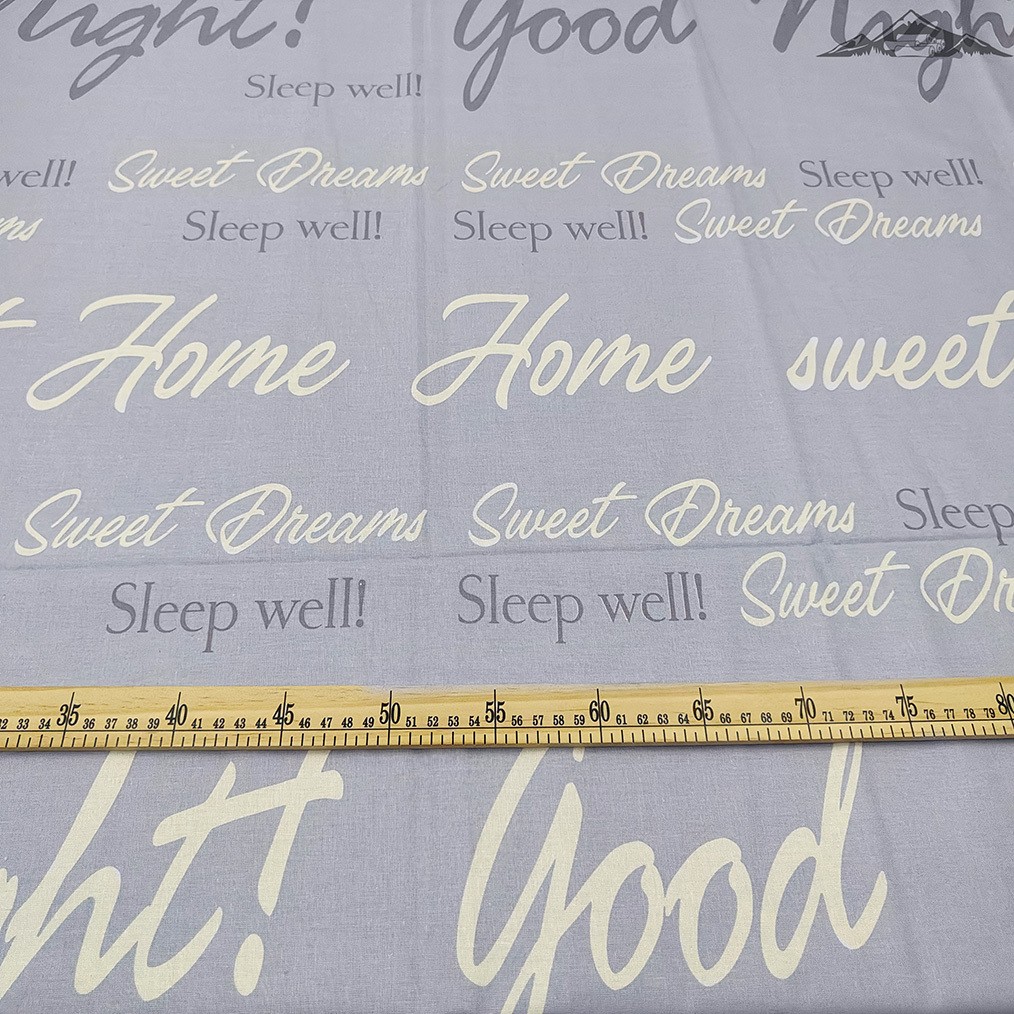 Night! Good Nigh
Sleep well!
well! Sweet Dreams Sweet Dreams Sleep well!
ms Sleep well! Sleep well! Sweet Dreams
t Home Home sweet
Sweet Dreams Sweet Dreams Sleep
Sleep well! Sleep well! Sweet Dr
32 33 34 35 36 37 38 39 40 41 42 43 44 45 46 47 48 49 50 51 52 53 54 55 56 57 58 59 60 61 62 63 64 65 66 67 68 69 70 71 72 73 74 75 76 77 78 79 80
ght! Good